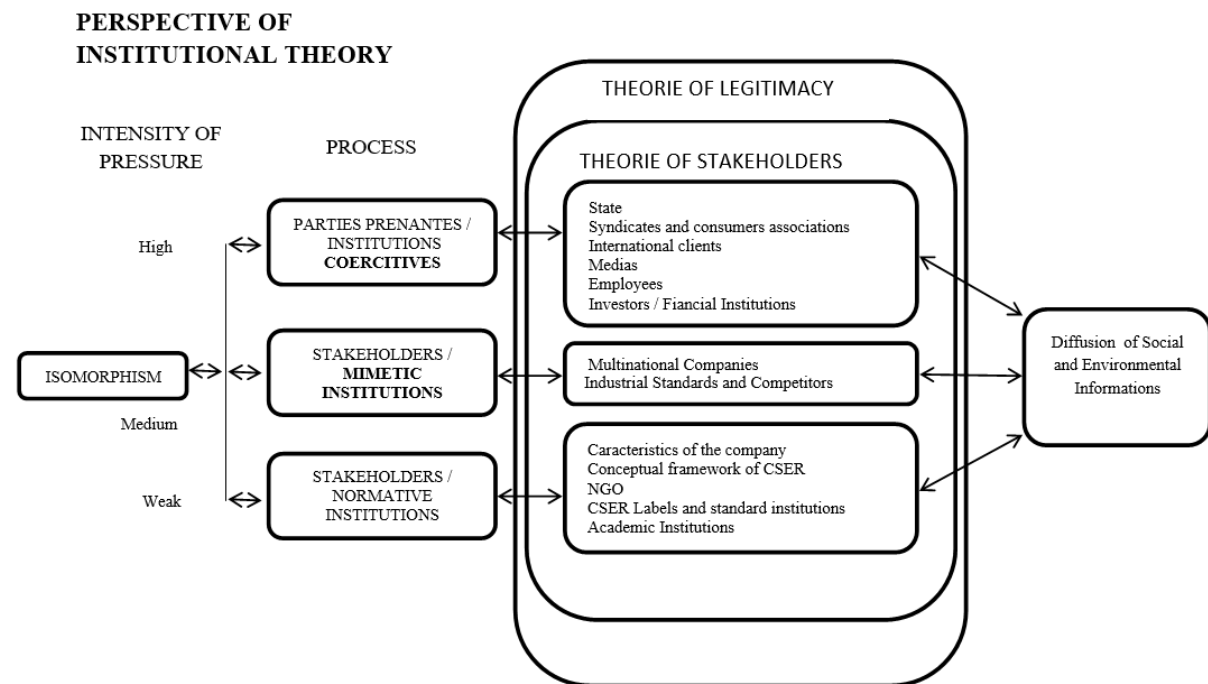 PERSPECTIVE OF
INSTITUTIONAL THEORY
THEORIE OF LEGITIMACY
INTENSITY OF
PRESSURE
PROCESS
THEORIE OF STAKEHOLDERS
High
PARTIES PRENANTES /
INSTITUTIONS
COERCITIVES
State
Syndicates and consumers associations
International clients
Medias
Employees
Investors / Fiancial Institutions
ISOMORPHISM
Medium
STAKEHOLDERS /
MIMETIC
INSTITUTIONS
Multinational Companies
Industrial Standards and Competitors
Diffusion of Social
and Environmental
Informations
Weak
STAKEHOLDERS /
NORMATIVE
INSTITUTIONS
Caracteristics of the company
Conceptual framework of CSER
NGO
CSER Labels and standard institutions
Academic Institutions